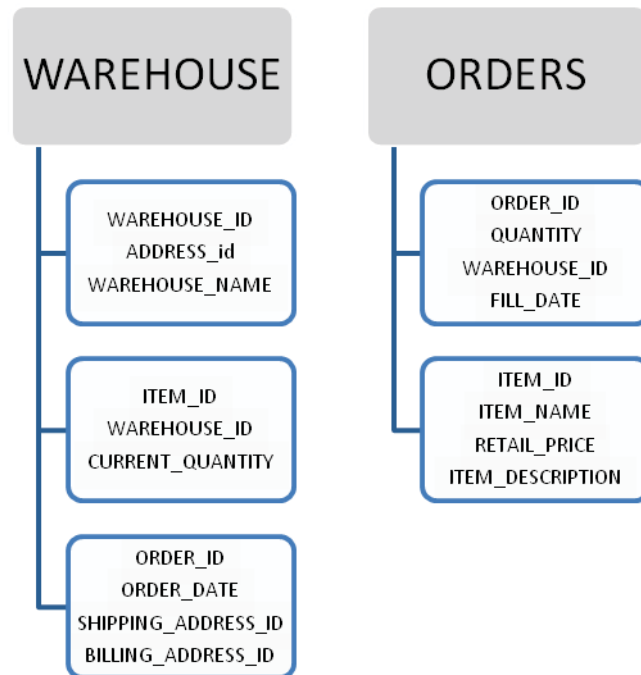 WAREHOUSE
WAREHOUSE_ID
ADDRESS_id
WAREHOUSE_NAME
ITEM_ID
WAREHOUSE_ID
CURRENT_QUANTITY
ORDER_ID
ORDER_DATE
SHIPPING_ADDRESS_ID
BILLING_ADDRESS_ID
ORDERS
ORDER_ID
QUANTITY
WAREHOUSE_ID
FILL_DATE
ITEM_ID
ITEM_NAME
RETAIL_PRICE
ITEM_DESCRIPTION